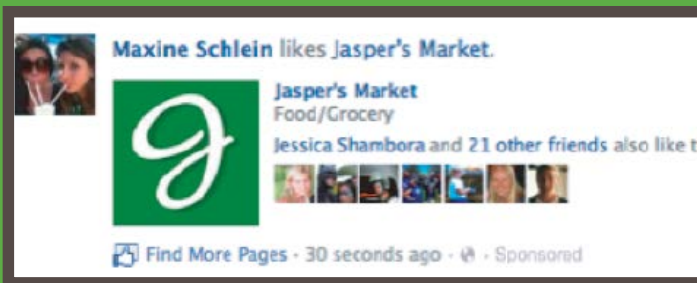 Maxine Schlein likes Jasper's Market.
Jasper's Market
Food/Grocery
Jessica Shambora and 21 other friends also like t
Find More Pages · 30 seconds ago · · Sponsored